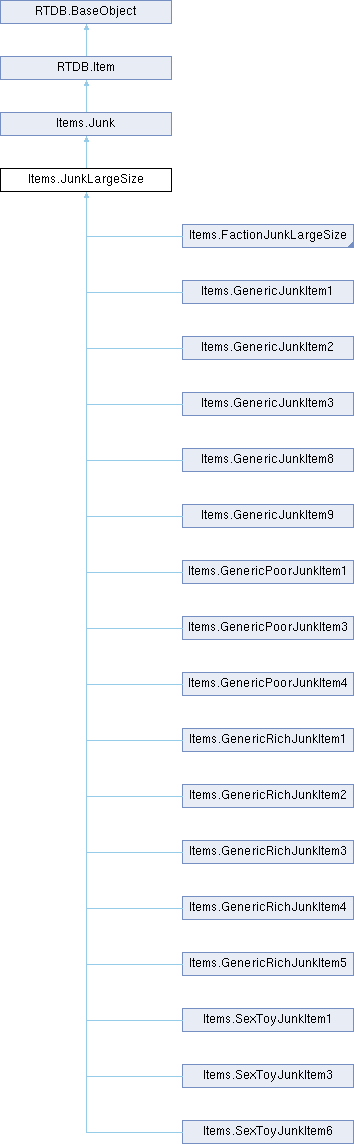 RTDB.BaseObject
RTDB.Item
Items.Junk
Items.JunkLargeSize
Items.FactionJunkLargeSize
Items.GenericJunkItem1
Items.GenericJunkItem2
Items.GenericJunkItem3
Items.GenericJunkItem8
Items.GenericJunkItem9
Items.GenericPoorJunkItem1
Items.GenericPoorJunkItem3
Items.GenericPoorJunkItem4
Items.GenericRichJunkItem1
Items.GenericRichJunkItem2
Items.GenericRichJunkItem3
Items.GenericRichJunkItem4
Items.GenericRichJunkItem5
Items.SexToyJunkItem1
Items.SexToyJunkItem3
Items.SexToyJunkItem6